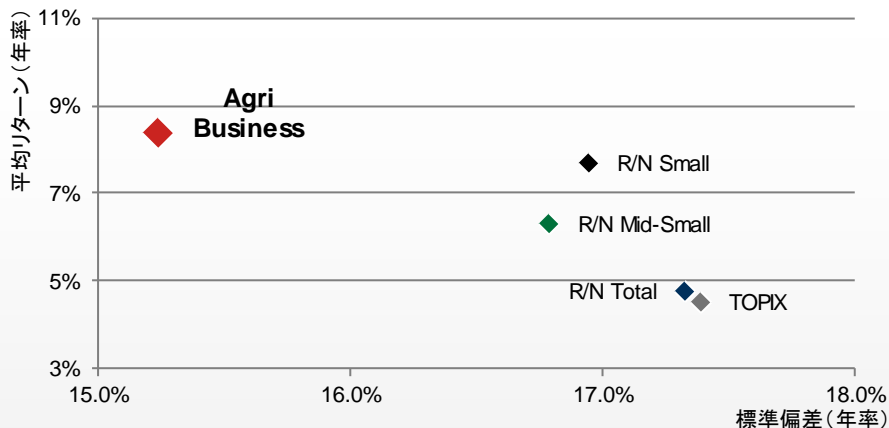 平均リターン(年率)
11%
9%
7%
5%
3%
Agri
Business
R/N Small
R/N Mid-Small
R/N Total
TOPIX
15.0%
16.0%
17.0%
18.0%
標準偏差(年率)